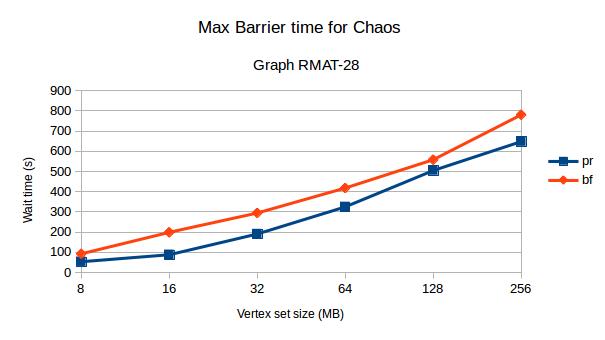 Max Barrier time for Chaos
Graph RMAT-28
900
800
700
600
500
400
300
200
100
0
Wait time (s)
8 16 32 64 128 256
Vertex set size (MB)
pr
bf